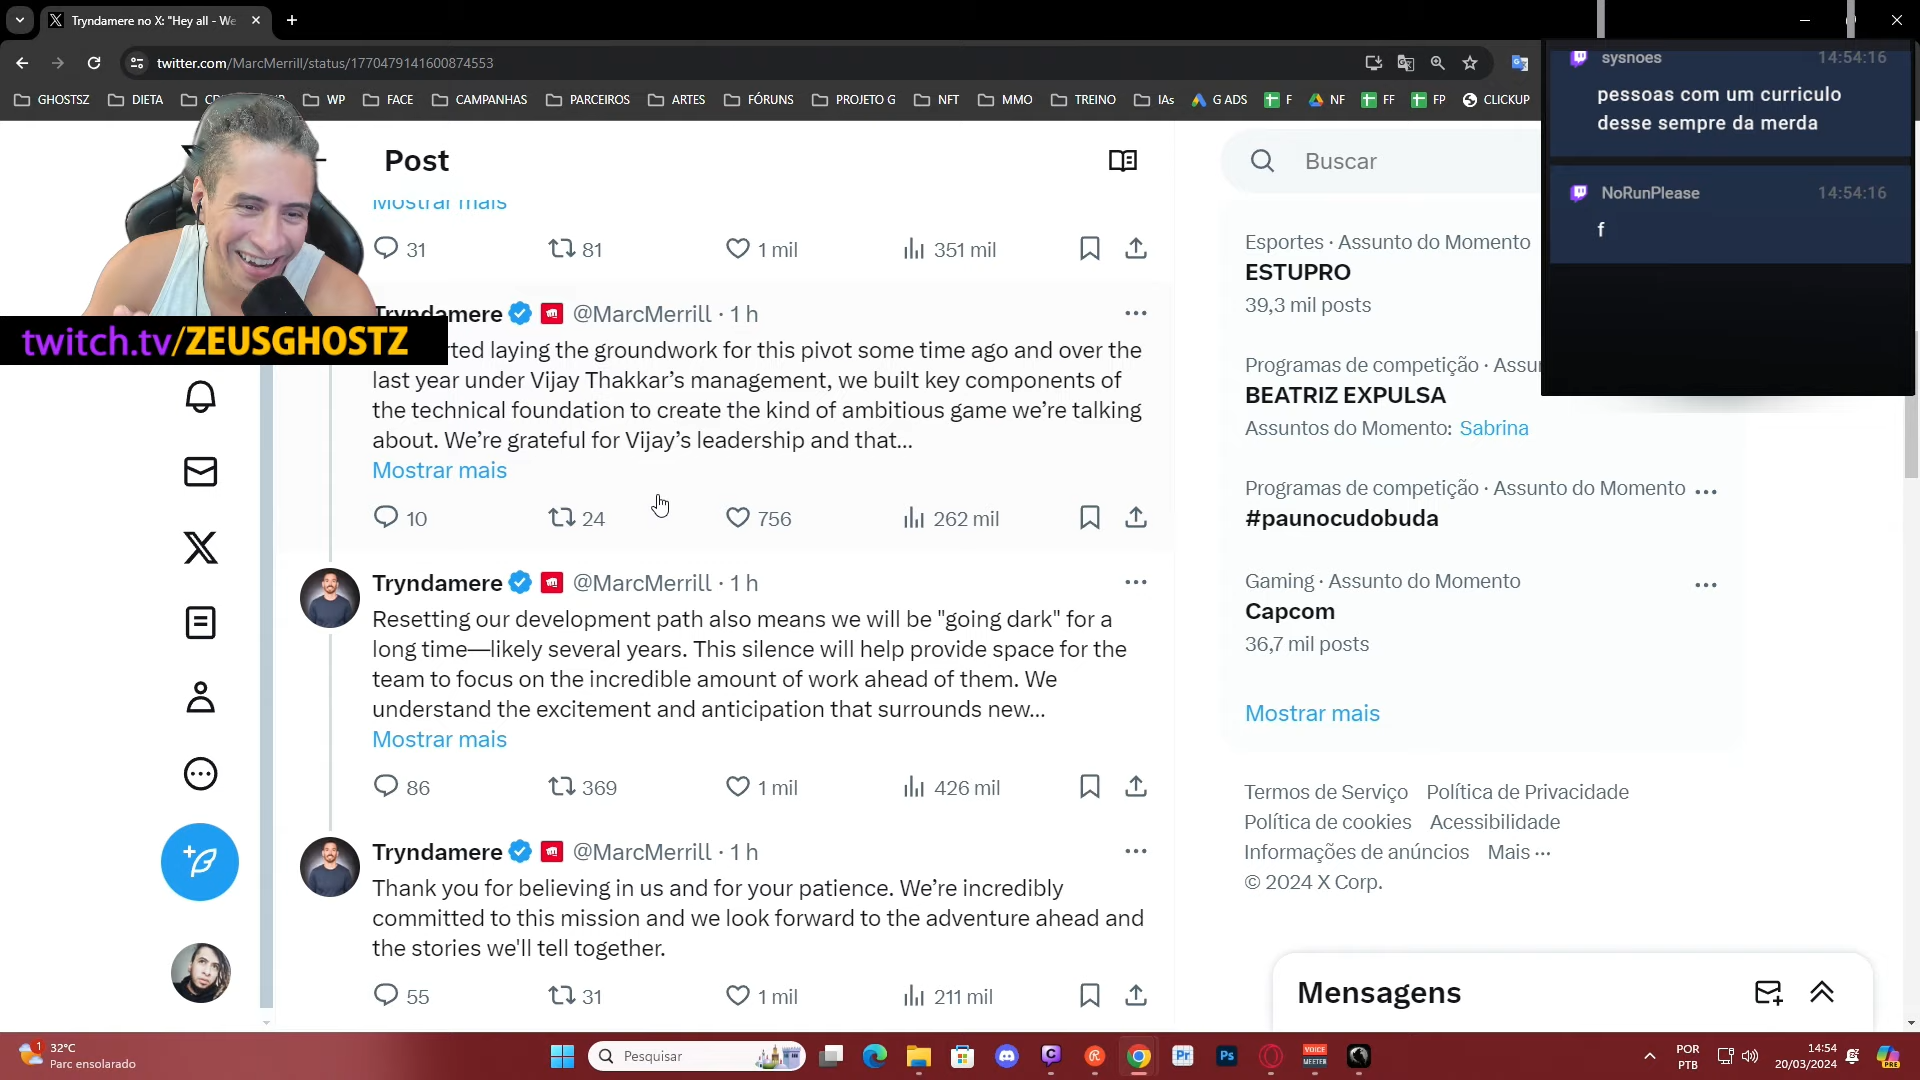 Tryndamere no X: "Hey all - We
twitter.com/MarcMerrill/status/1770479141600874553
GHOSTSZ
DIETA
WP
FACE
CAMPANHAS
PARCEIROS
ARTES
FÓRUNS
PROJETO G
NFT
MMO
TREINO
IAs
G ADS
F
NF
FF
FP
CLICKUP
sysnoes 14:54:16
pessoas com um curriculo
desse sempre da merda
NoRunPlease 14:54:16
f
twitch.tv/ZEUSGHOSTZ
Post
Mostrar mais
31 81 1 mil 351 mil
Tryndamere @MarcMerrill · 1 h
laying the groundwork for this pivot some time ago and over the
last year under Vijay Thakkar’s management, we built key components of
the technical foundation to create the kind of ambitious game we’re talking
about. We’re grateful for Vijay’s leadership and that...
Mostrar mais
10 24 756 262 mil
Tryndamere @MarcMerrill · 1 h
Resetting our development path also means we will be "going dark" for a
long time—likely several years. This silence will help provide space for the
team to focus on the incredible amount of work ahead of them. We
understand the excitement and anticipation that surrounds new...
Mostrar mais
86 369 1 mil 426 mil
Tryndamere @MarcMerrill · 1 h
Thank you for believing in us and for your patience. We’re incredibly
committed to this mission and we look forward to the adventure ahead and
the stories we'll tell together.
55 31 1 mil 211 mil
Buscar
Esportes · Assunto do Momento
ESTUPRO
39,3 mil posts
Programas de competição · Assu
BEATRIZ EXPULSA
Assuntos do Momento: Sabrina
Programas de competição · Assunto do Momento
#paunocudobuda
Gaming · Assunto do Momento
Capcom
36,7 mil posts
Mostrar mais
Termos de Serviço Política de Privacidade
Política de cookies Acessibilidade
Informações de anúncios Mais ···
© 2024 X Corp.
Mensagens
1
32°C
Parc ensolarado
Pesquisar
Pr
Ps
VOICE
MEETER
POR
PTB
14:54
20/03/2024
PRE